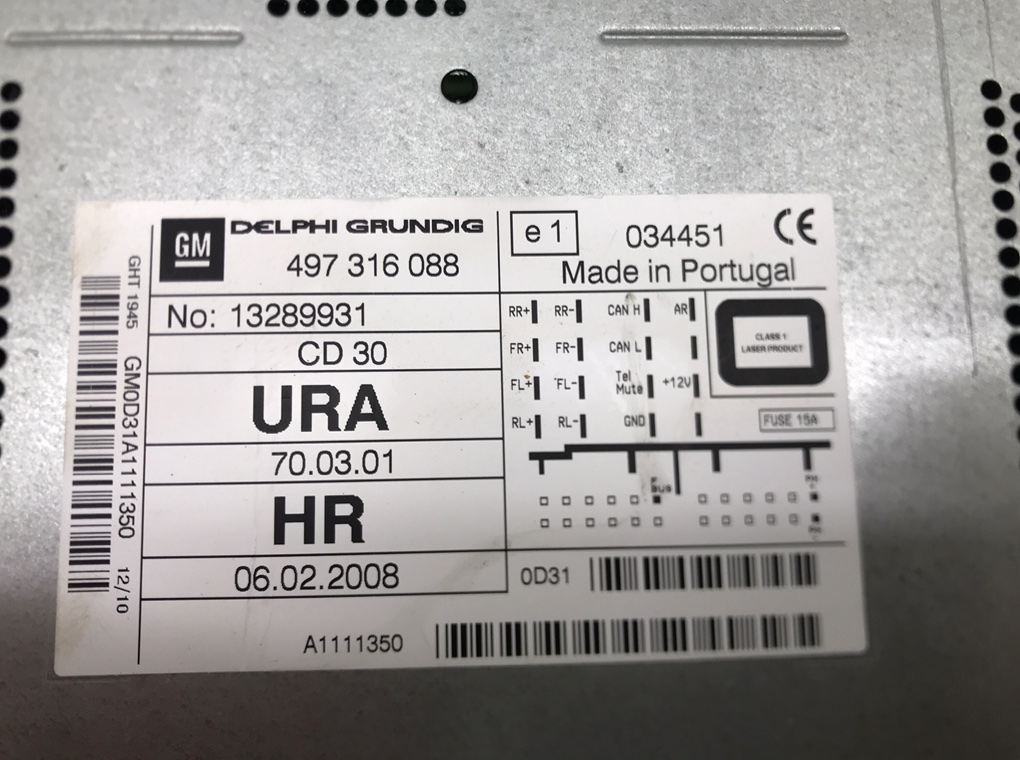 GM DELPHI GRUNDIG
497 316 088
No: 13289931
CD 30
URA
70.03.01
HR
06.02.2008
e 1
034451
CE
Made in Portugal
RR+ RR- CAN H AR
FR+ FR- CAN L
FL+ FL- Tel Mute +12V
RL+ RL- GND
CLASS 1
LASER PRODUCT
FUSE 15A
BUS
0D31
A1111350
GHT 1945
GM0D31A1111350
12/10